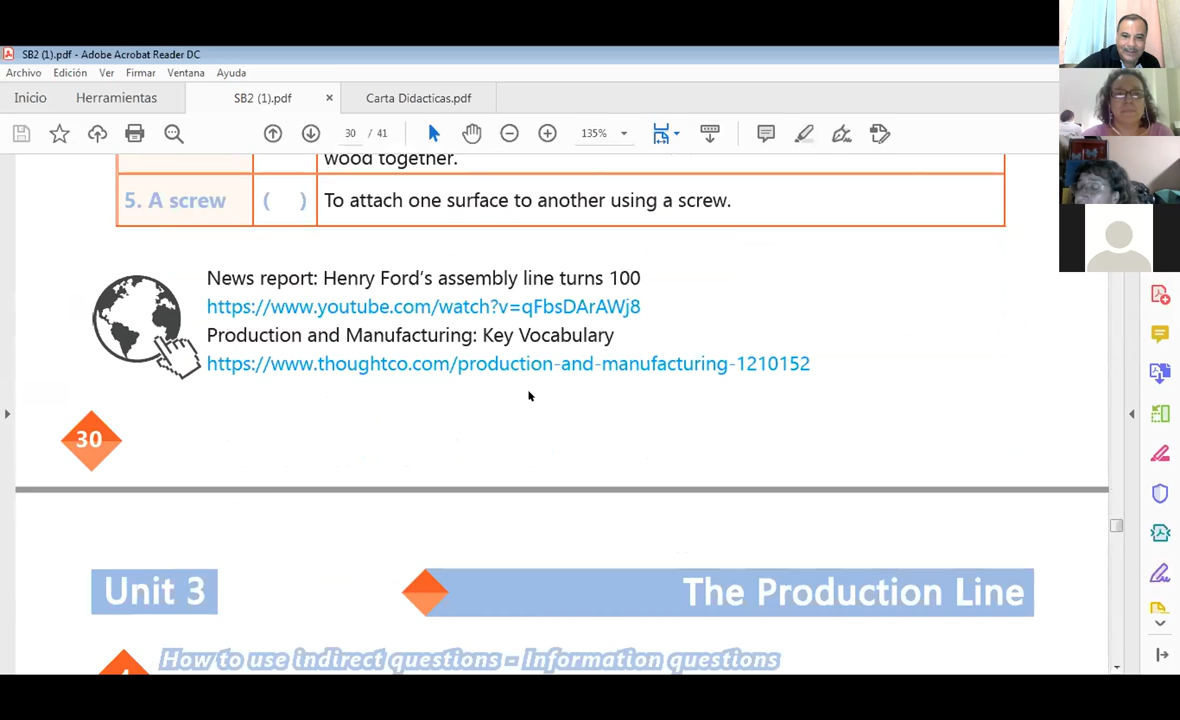 SB2 (1).pdf - Adobe Acrobat Reader DC
Archivo Edición Ver Firmar Ventana Ayuda
Inicio Herramientas SB2 (1).pdf × Carta Didacticas.pdf
30 / 41 135%
wood together.
5. A screw ( ) To attach one surface to another using a screw.
News report: Henry Ford's assembly line turns 100
https://www.youtube.com/watch?v=qFbsDArAWj8
Production and Manufacturing: Key Vocabulary
https://www.thoughtco.com/production-and-manufacturing-1210152
30
Unit 3 The Production Line
How to use indirect questions - Information questions